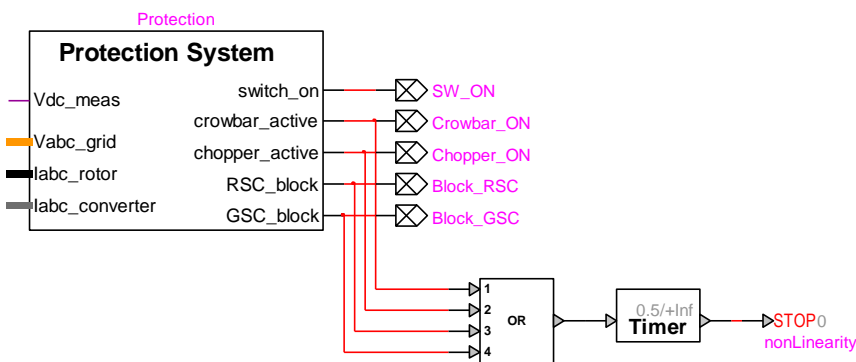 Protection
Protection System
Vdc_meas
Vabc_grid
Iabc_rotor
Iabc_converter
switch_on
crowbar_active
chopper_active
RSC_block
GSC_block
SW_ON
Crowbar_ON
Chopper_ON
Block_RSC
Block_GSC
1
2
3
4
OR
0.5/+Inf
Timer
STOP0
nonLinearity